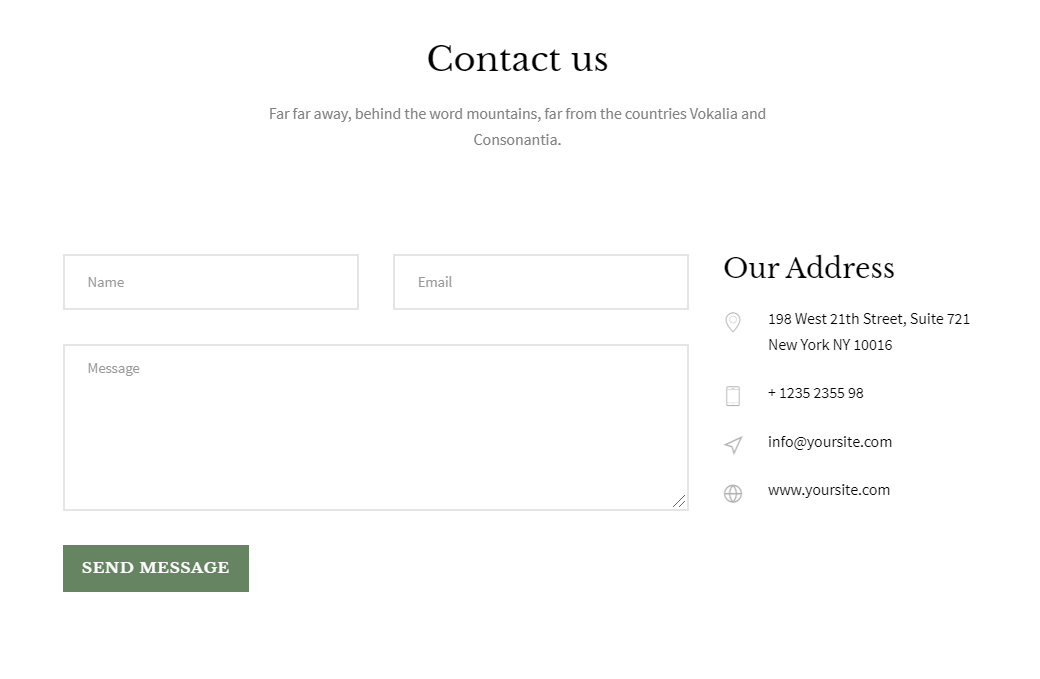 Contact us
Far far away, behind the word mountains, far from the countries Vokalia and
Consonantia.
Name
Email
Message
SEND MESSAGE
Our Address
198 West 21th Street, Suite 721
New York NY 10016
+ 1235 2355 98
info@yoursite.com
www.yoursite.com